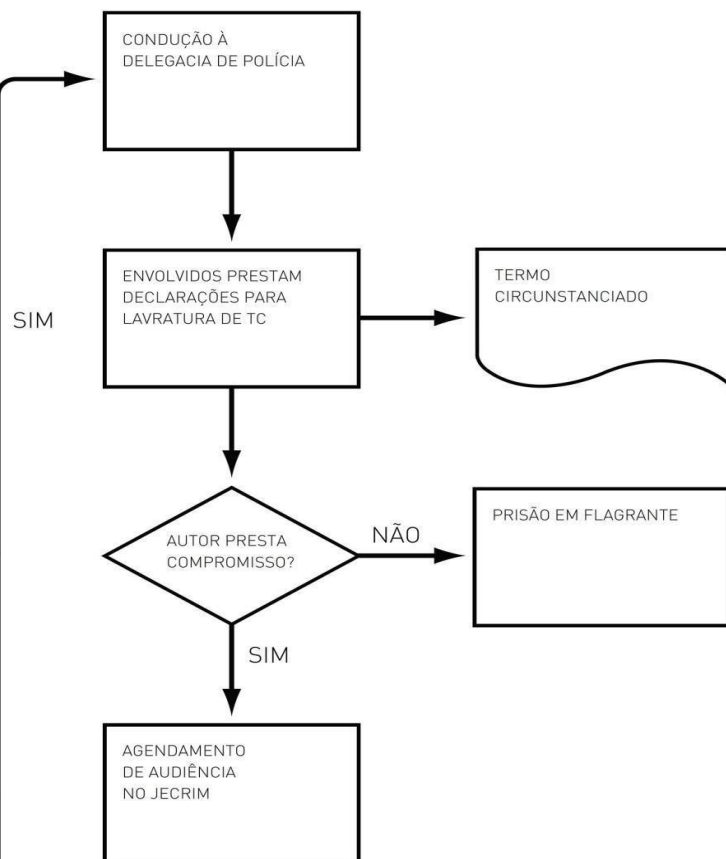 CONDUÇÃO À
DELEGACIA DE POLÍCIA
ENVOLVIDOS PRESTAM
DECLARAÇÕES PARA
LAVRATURA DE TC
TERMO
CIRCUNSTANCIADO
SIM
AUTOR PRESTA
COMPROMISSO?
NÃO
PRISÃO EM FLAGRANTE
SIM
AGENDAMENTO
DE AUDIÊNCIA
NO JECRIM